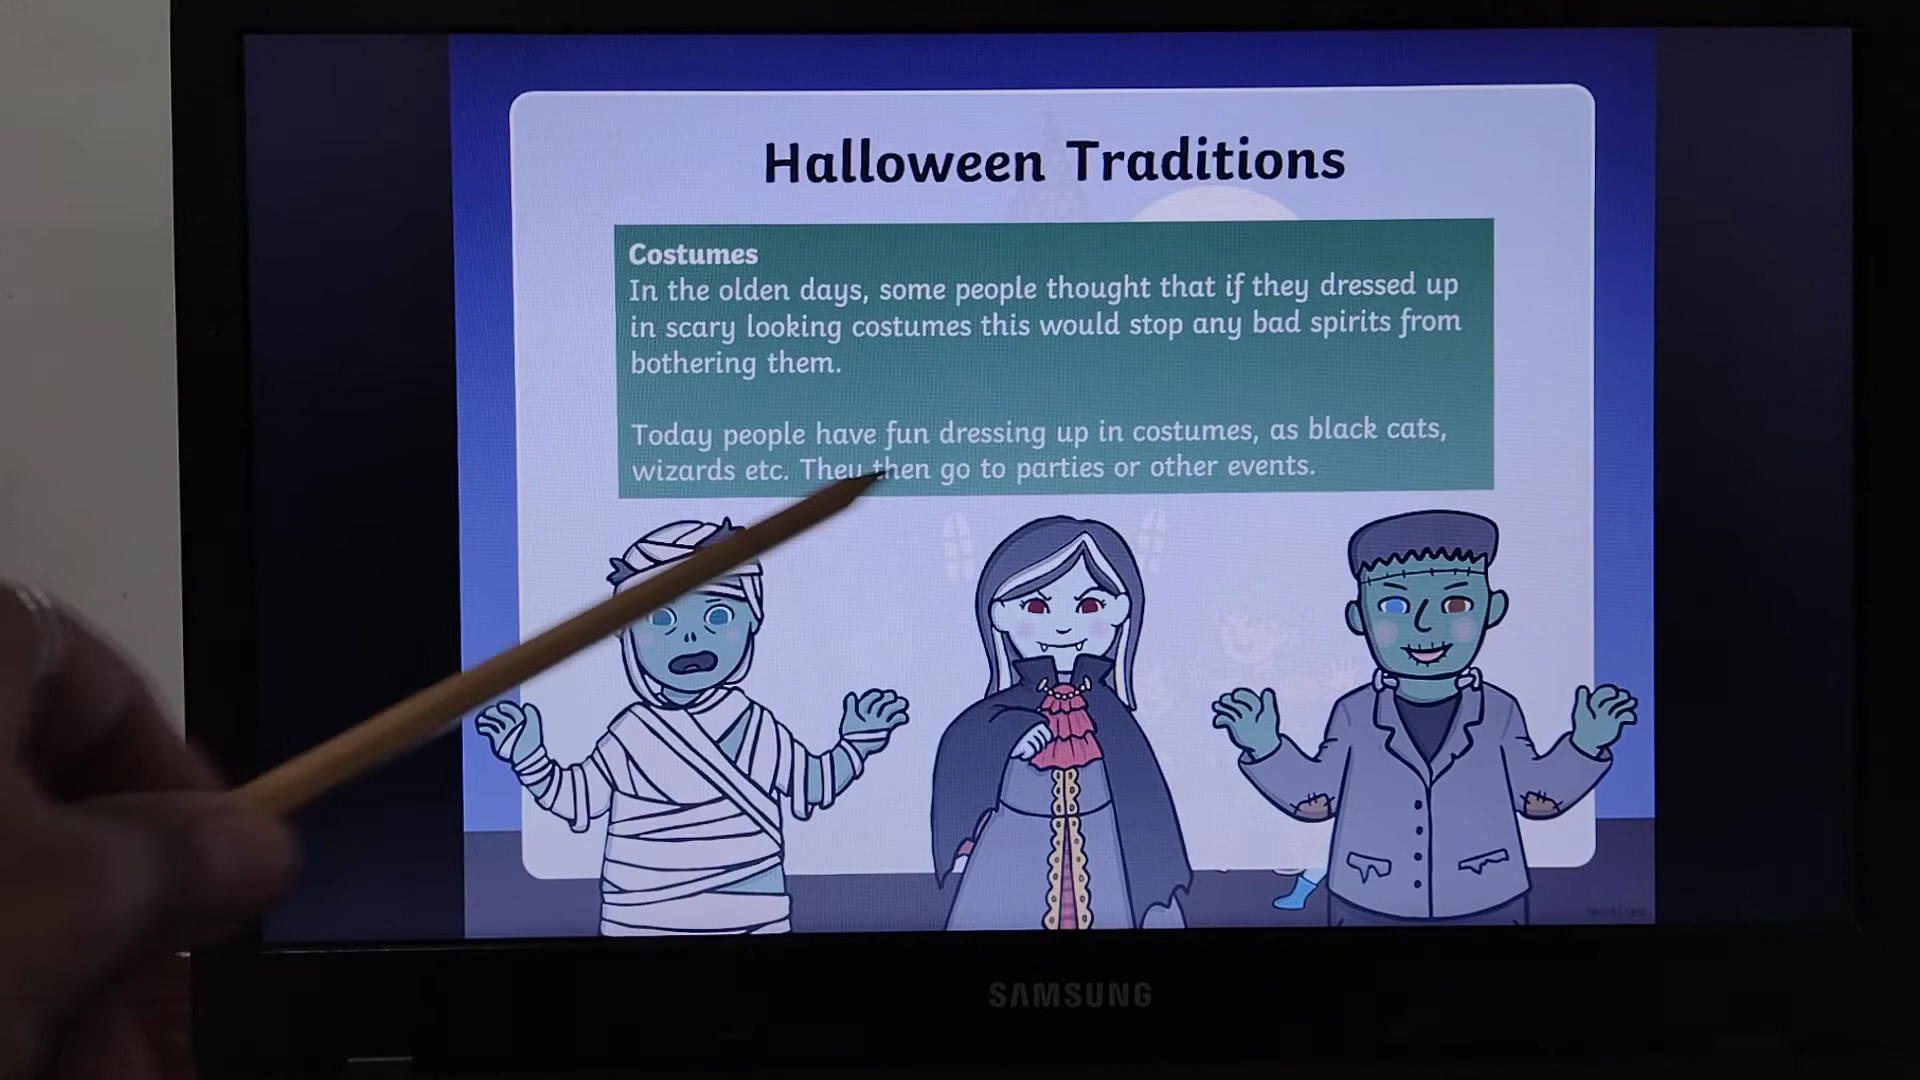 Halloween Traditions
Costumes
In the olden days, some people thought that if they dressed up
in scary looking costumes this would stop any bad spirits from
bothering them.
Today people have fun dressing up in costumes, as black cats,
wizards etc. They then go to parties or other events.
SAMSUNG